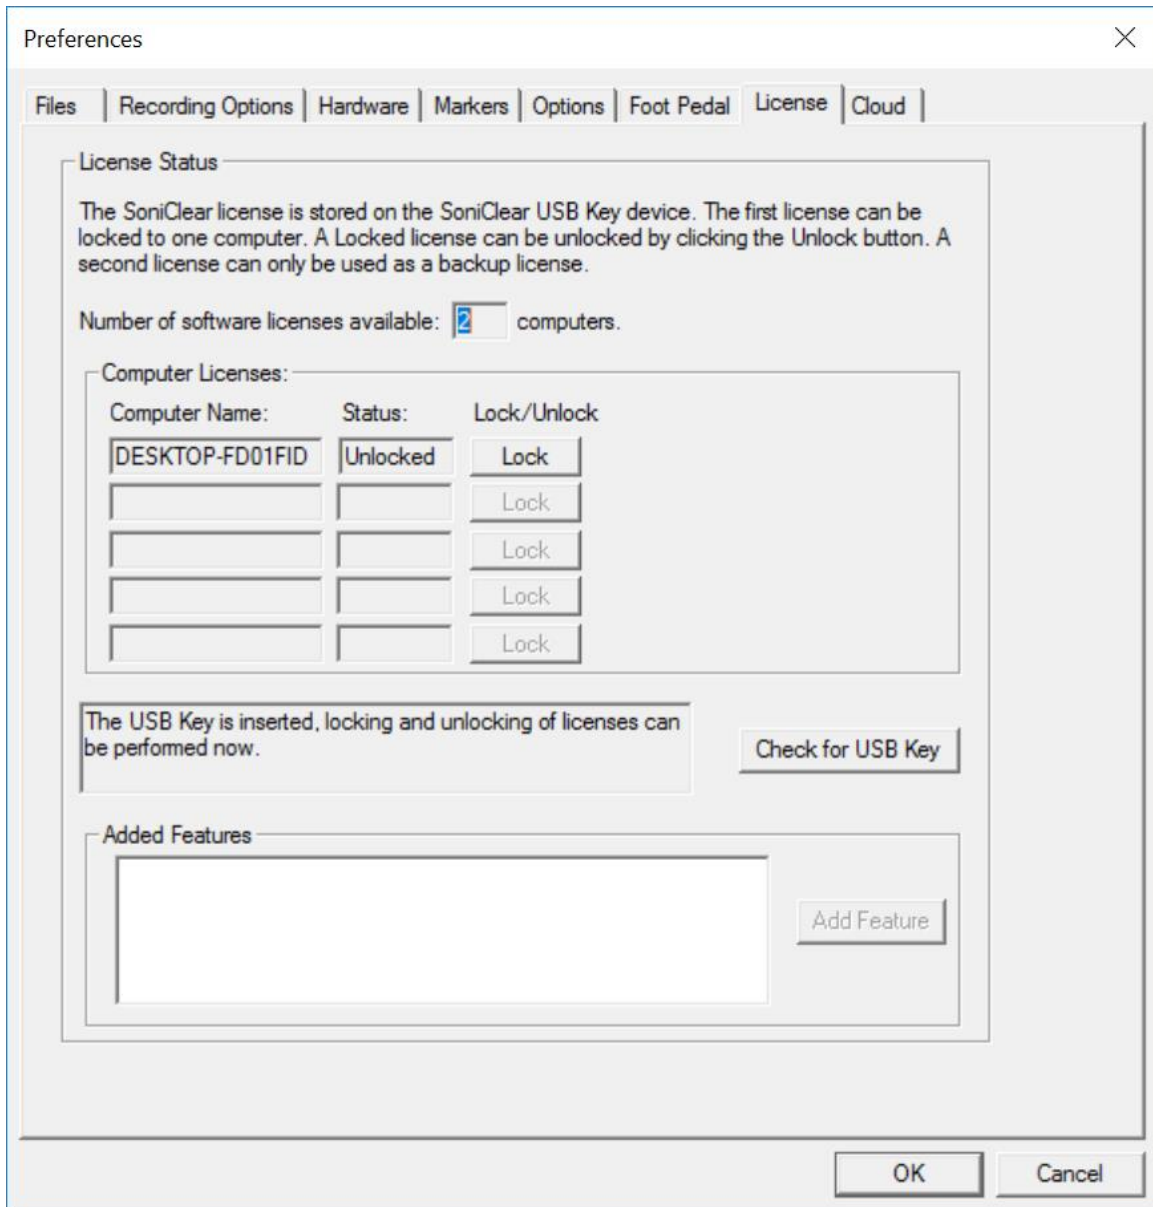 Preferences
Files Recording Options Hardware Markers Options Foot Pedal License Cloud
License Status
The SoniClear license is stored on the SoniClear USB Key device. The first license can be
locked to one computer. A Locked license can be unlocked by clicking the Unlock button. A
second license can only be used as a backup license.
Number of software licenses available: 2 computers.
Computer Licenses:
Computer Name: Status: Lock/Unlock
DESKTOP-FD01FID Unlocked Lock
Lock
Lock
Lock
Lock
The USB Key is inserted, locking and unlocking of licenses can
be performed now.
Check for USB Key
Added Features
Add Feature
OK Cancel